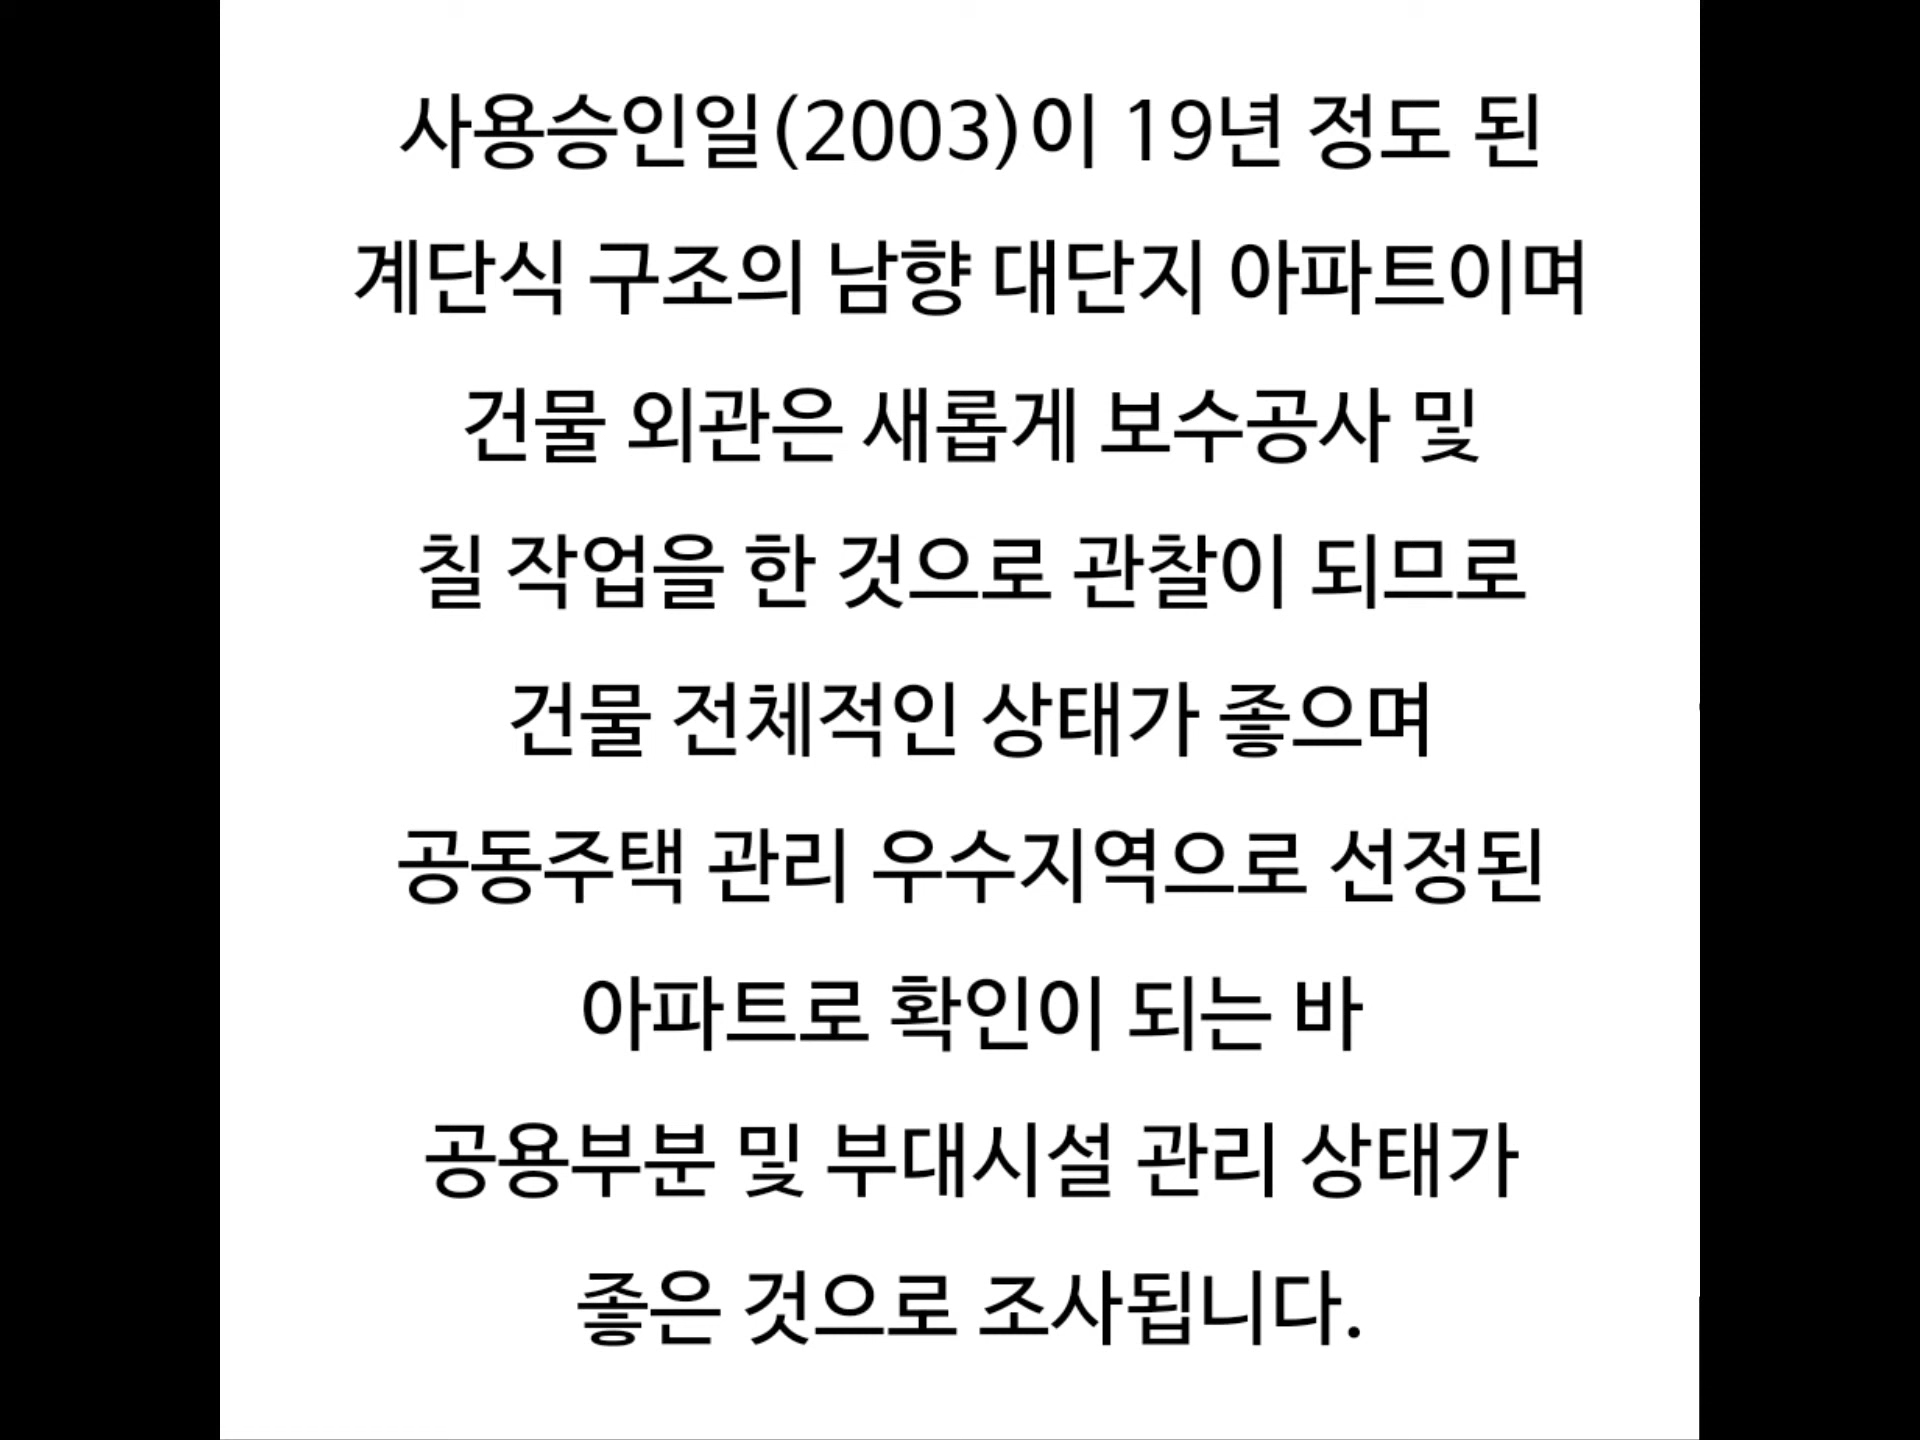 사용승인일(2003)이 19년 정도 된
계단식 구조의 남향 대단지 아파트이며
건물 외관은 새롭게 보수공사 및
칠 작업을 한 것으로 관찰이 되므로
건물 전체적인 상태가 좋으며
공동주택 관리 우수지역으로 선정된
아파트로 확인이 되는 바
공용부분 및 부대시설 관리 상태가
좋은 것으로 조사됩니다.